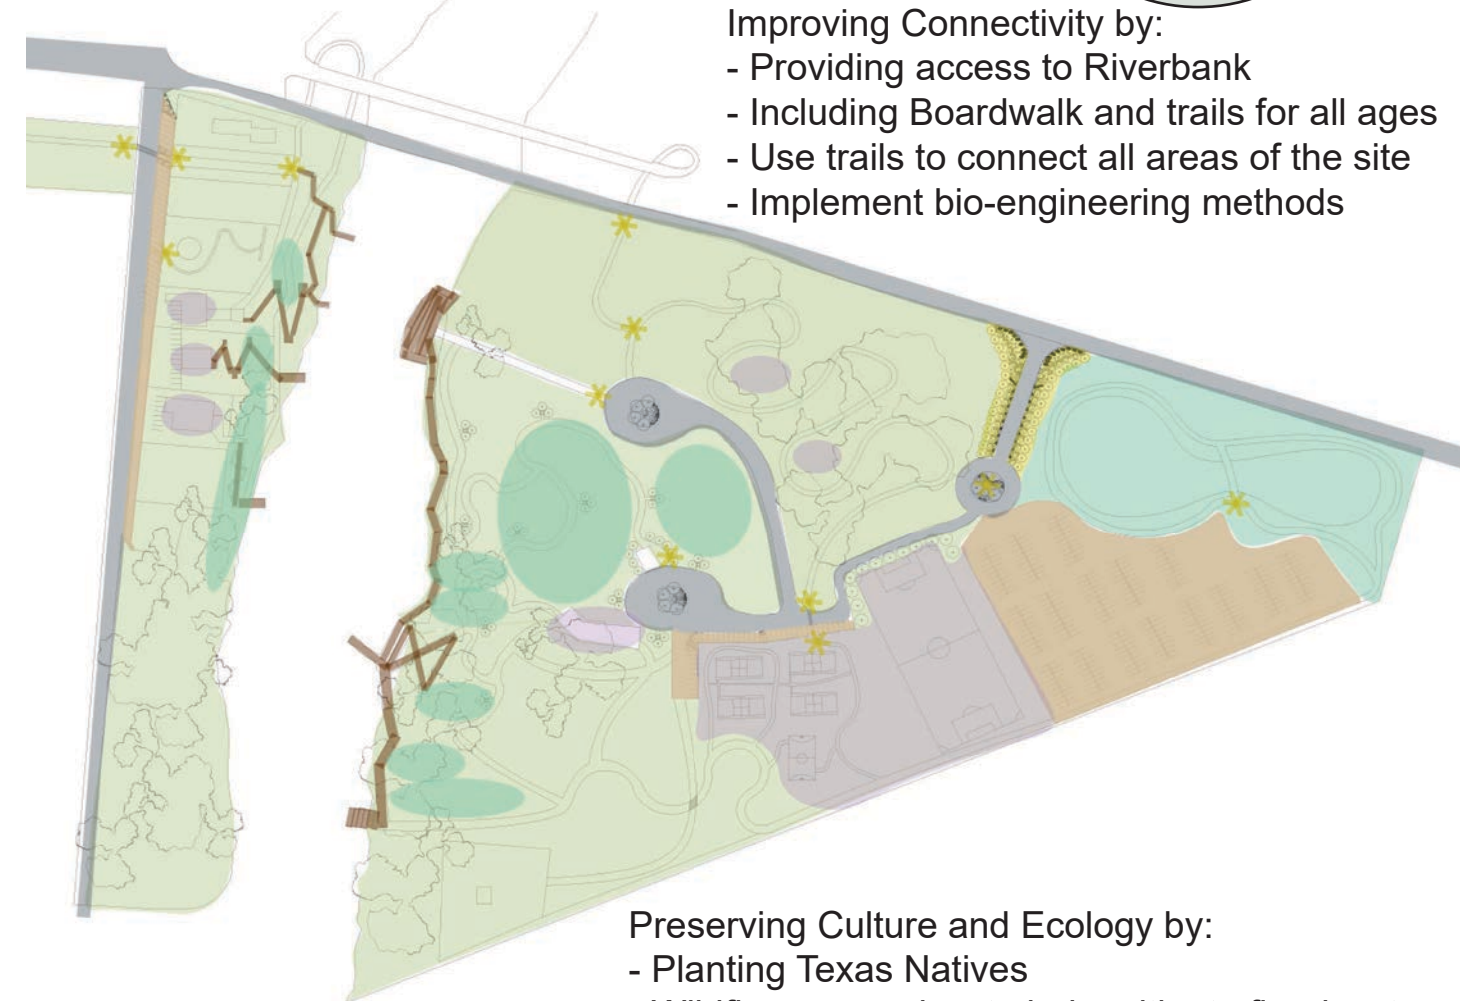 Improving Connectivity by:
- Providing access to Riverbank
- Including Boardwalk and trails for all ages
- Use trails to connect all areas of the site
- Implement bio-engineering methods
Preserving Culture and Ecology by:
- Planting Texas Natives